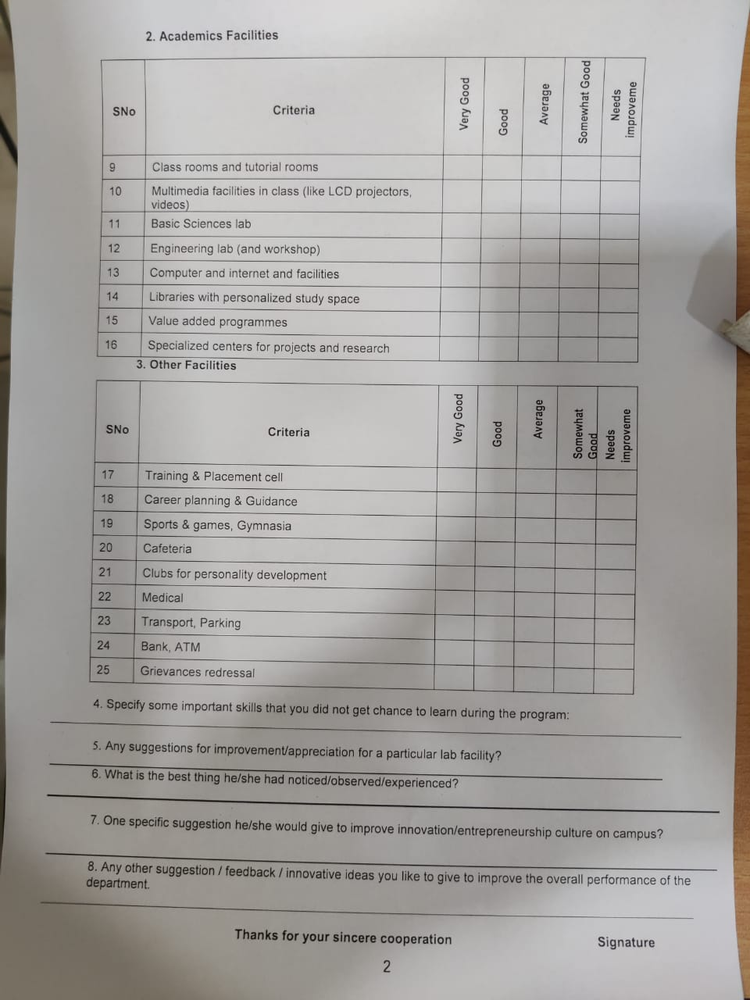 2. Academics Facilities
SNo Criteria Very Good Good Average Somewhat Good Needs improveme
9 Class rooms and tutorial rooms
10 Multimedia facilities in class (like LCD projectors,
videos)
11 Basic Sciences lab
12 Engineering lab (and workshop)
13 Computer and internet and facilities
14 Libraries with personalized study space
15 Value added programmes
16 Specialized centers for projects and research
3. Other Facilities
SNo Criteria Very Good Good Average Somewhat Good Needs improveme
17 Training & Placement cell
18 Career planning & Guidance
19 Sports & games, Gymnasia
20 Cafeteria
21 Clubs for personality development
22 Medical
23 Transport, Parking
24 Bank, ATM
25 Grievances redressal
4. Specify some important skills that you did not get chance to learn during the program:
5. Any suggestions for improvement/appreciation for a particular lab facility?
6. What is the best thing he/she had noticed/observed/experienced?
7. One specific suggestion he/she would give to improve innovation/entrepreneurship culture on campus?
8. Any other suggestion / feedback / innovative ideas you like to give to improve the overall performance of the
department.
Thanks for your sincere cooperation Signature
2